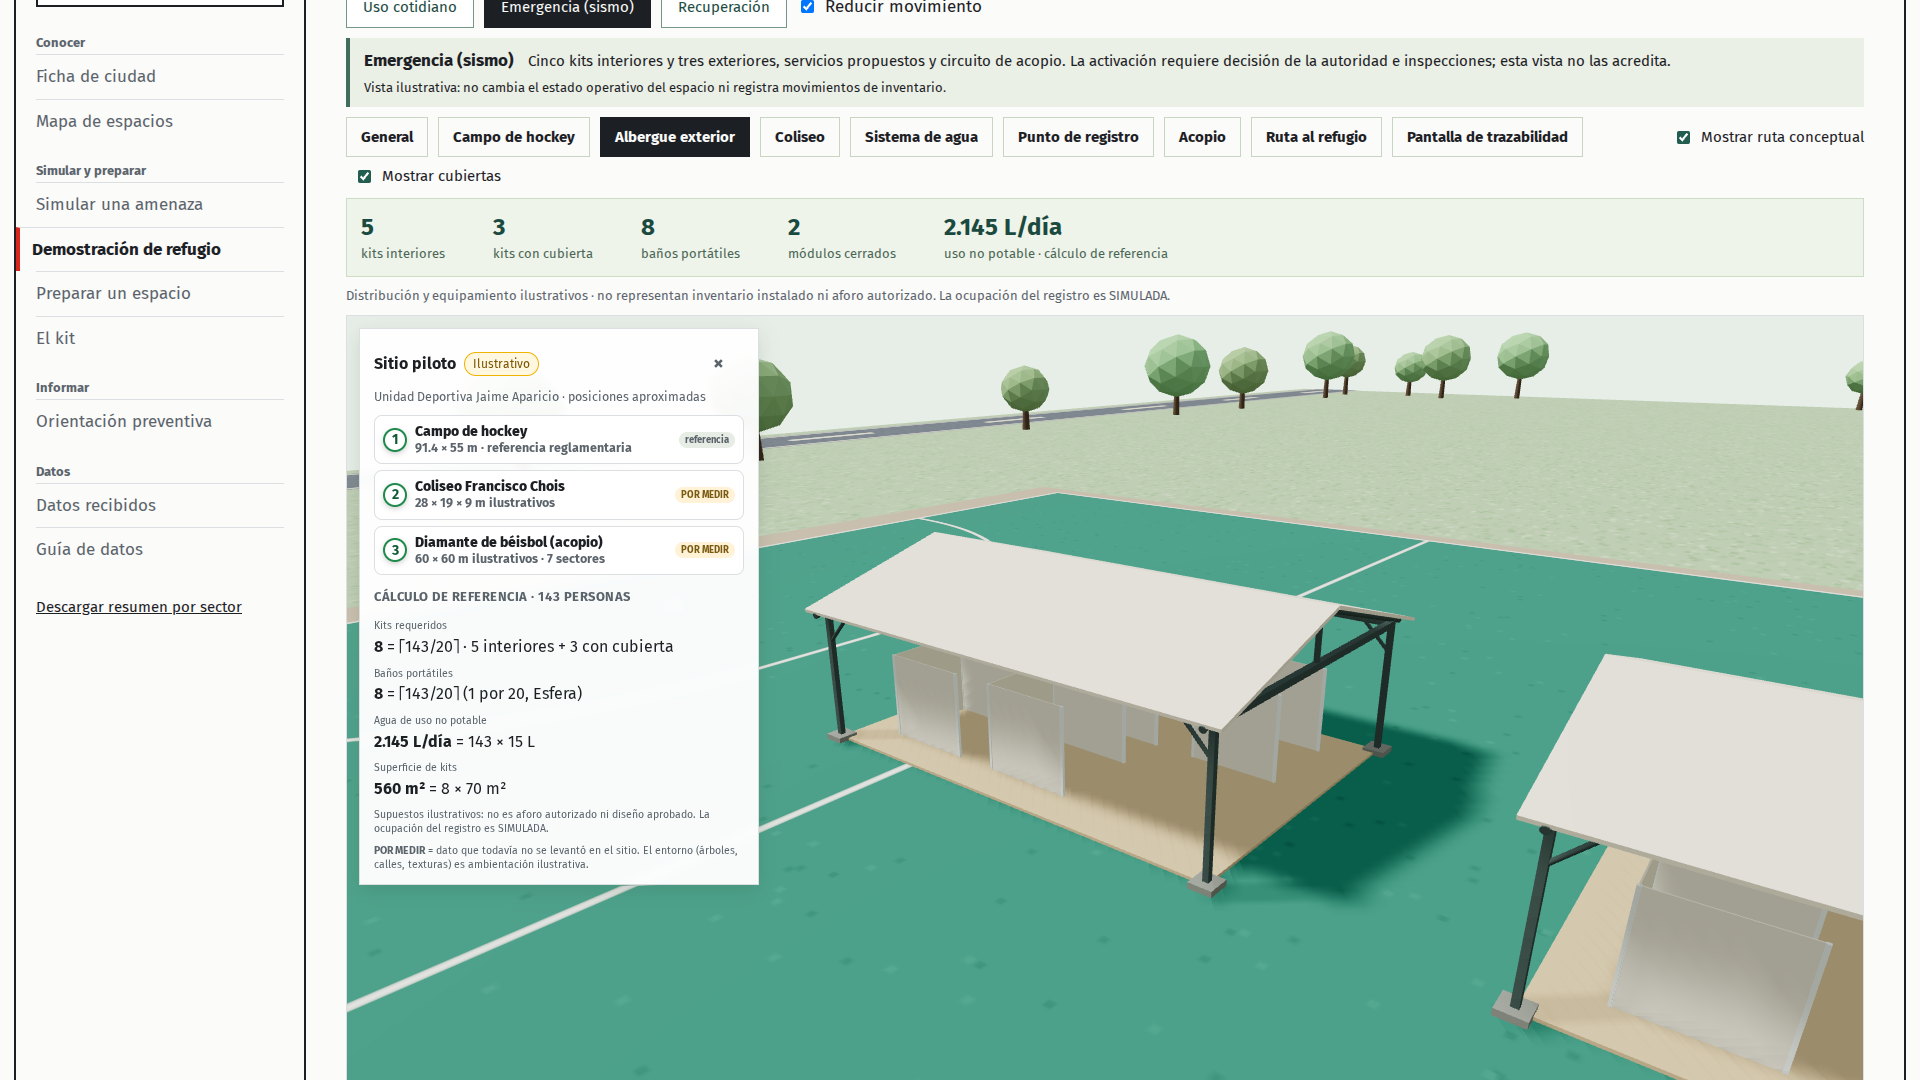 Uso cotidiano
Emergencia (sismo)
Recuperación
Reducir movimiento
Conocer
Ficha de ciudad
Mapa de espacios
Simular y preparar
Simular una amenaza
Demostración de refugio
Preparar un espacio
El kit
Informar
Orientación preventiva
Datos
Datos recibidos
Guía de datos
Descargar resumen por sector
Emergencia (sismo) Cinco kits interiores y tres exteriores, servicios propuestos y circuito de acopio. La activación requiere decisión de la autoridad e inspecciones; esta vista no las acredita.
Vista ilustrativa: no cambia el estado operativo del espacio ni registra movimientos de inventario.
General
Campo de hockey
Albergue exterior
Coliseo
Sistema de agua
Punto de registro
Acopio
Ruta al refugio
Pantalla de trazabilidad
Mostrar ruta conceptual
Mostrar cubiertas
5
kits interiores
3
kits con cubierta
8
baños portátiles
2
módulos cerrados
2.145 L/día
uso no potable · cálculo de referencia
Distribución y equipamiento ilustrativos · no representan inventario instalado ni aforo autorizado. La ocupación del registro es SIMULADA.
Sitio piloto Ilustrativo ×
Unidad Deportiva Jaime Aparicio · posiciones aproximadas
1 Campo de hockey
91.4 × 55 m · referencia reglamentaria
referencia
2 Coliseo Francisco Chois
28 × 19 × 9 m ilustrativos
POR MEDIR
3 Diamante de béisbol (acopio)
60 × 60 m ilustrativos · 7 sectores
POR MEDIR
CÁLCULO DE REFERENCIA · 143 PERSONAS
Kits requeridos
8 = ⌈143/20⌉ · 5 interiores + 3 con cubierta
Baños portátiles
8 = ⌈143/20⌉ (1 por 20, Esfera)
Agua de uso no potable
2.145 L/día = 143 × 15 L
Superficie de kits
560 m² = 8 × 70 m²
Supuestos ilustrativos: no es aforo autorizado ni diseño aprobado. La
ocupación del registro es SIMULADA.
POR MEDIR = dato que todavía no se levantó en el sitio. El entorno (árboles,
calles, texturas) es ambientación ilustrativa.